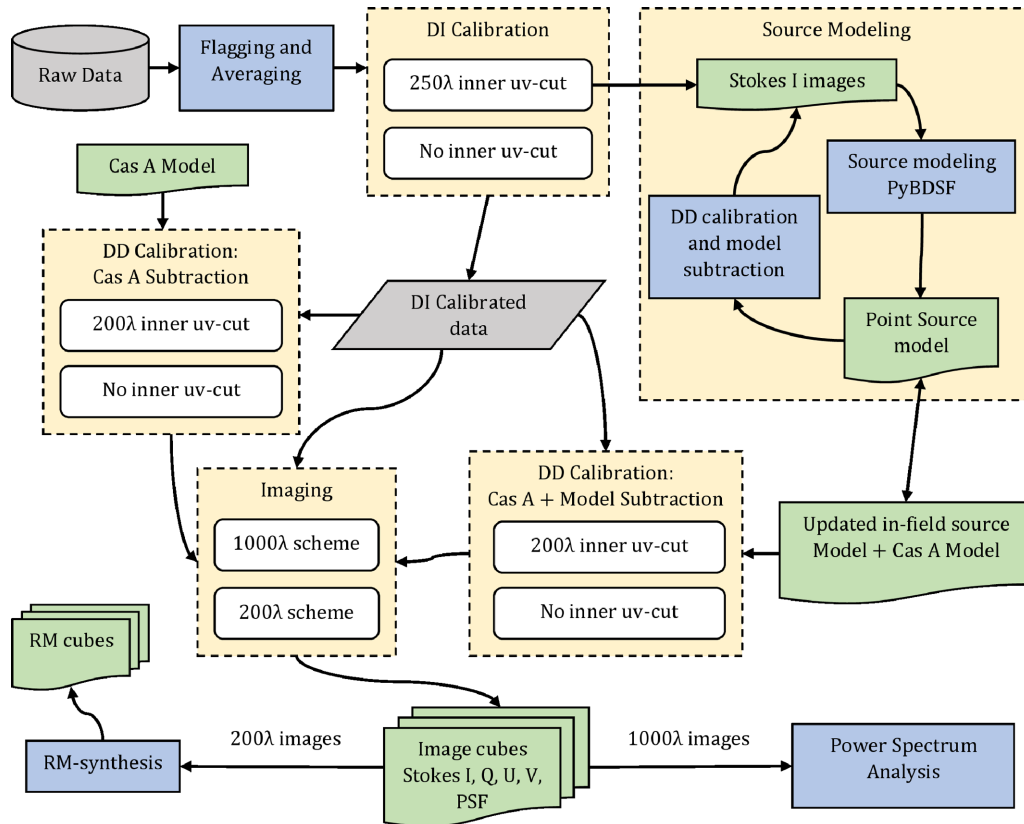 Raw Data
Flagging and
Averaging
DI Calibration
250λ inner uv-cut
No inner uv-cut
Source Modeling
Stokes I images
Source modeling
PyBDSF
DD calibration
and model
subtraction
Point Source
model
Cas A Model
DD Calibration:
Cas A Subtraction
200λ inner uv-cut
No inner uv-cut
DI Calibrated
data
Imaging
1000λ scheme
200λ scheme
DD Calibration:
Cas A + Model Subtraction
200λ inner uv-cut
No inner uv-cut
Updated in-field source
Model + Cas A Model
RM cubes
RM-synthesis
200λ images
Image cubes
Stokes I, Q, U, V,
PSF
1000λ images
Power Spectrum
Analysis